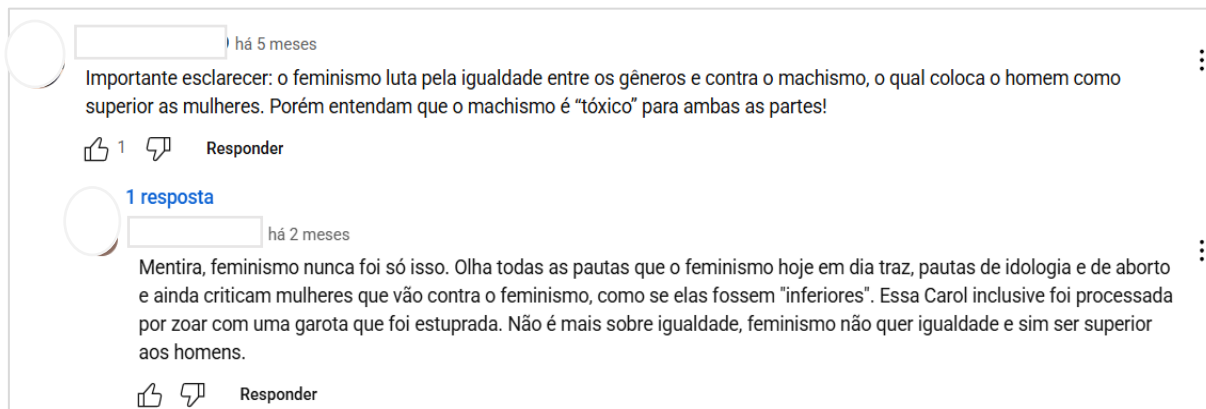 há 5 meses
Importante esclarecer: o feminismo luta pela igualdade entre os gêneros e contra o machismo, o qual coloca o homem como
superior as mulheres. Porém entendam que o machismo é “tóxico” para ambas as partes!
1 Responder
1 resposta
há 2 meses
Mentira, feminismo nunca foi só isso. Olha todas as pautas que o feminismo hoje em dia traz, pautas de idologia e de aborto
e ainda criticam mulheres que vão contra o feminismo, como se elas fossem "inferiores". Essa Carol inclusive foi processada
por zoar com uma garota que foi estuprada. Não é mais sobre igualdade, feminismo não quer igualdade e sim ser superior
aos homens.
Responder